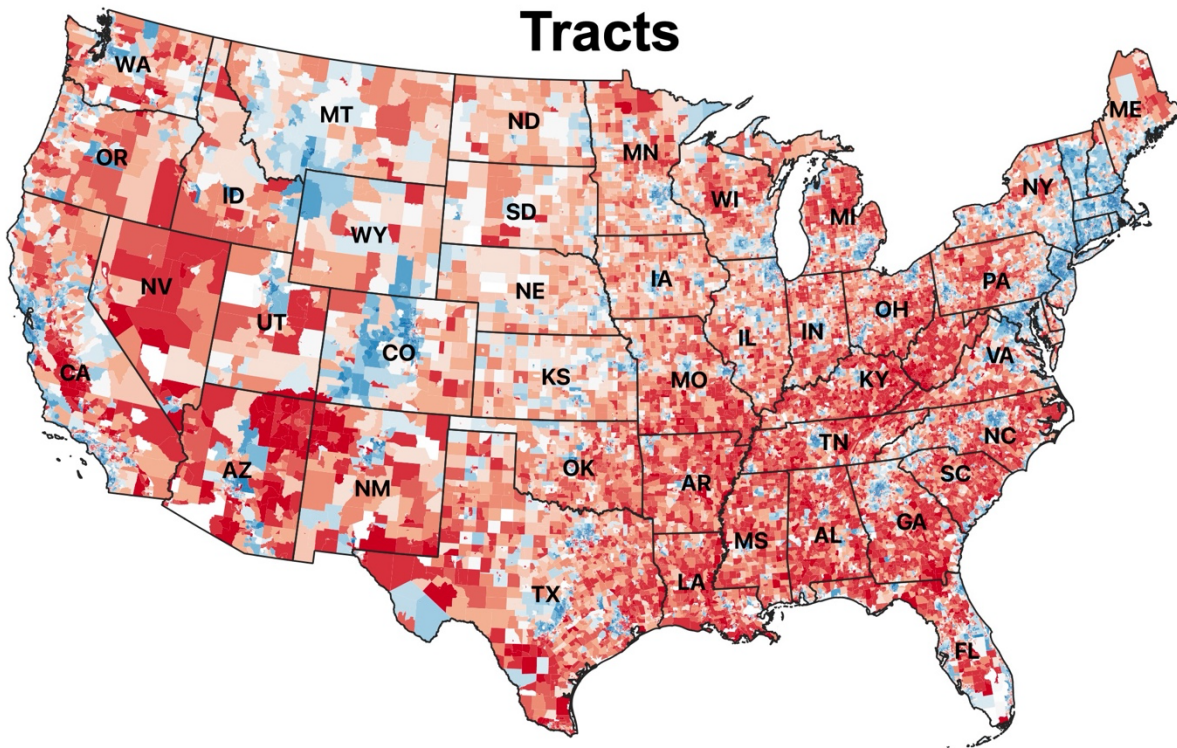 Tracts
WA
MT
ND
MN
ME
OR
ID
WI
NY
SD
MI
WY
IA
PA
NE
NV
OH
IL
IN
UT
CO
VA
KS
MO
KY
CA
NC
TN
OK
AZ
SC
AR
NM
GA
MS
AL
LA
TX
FL